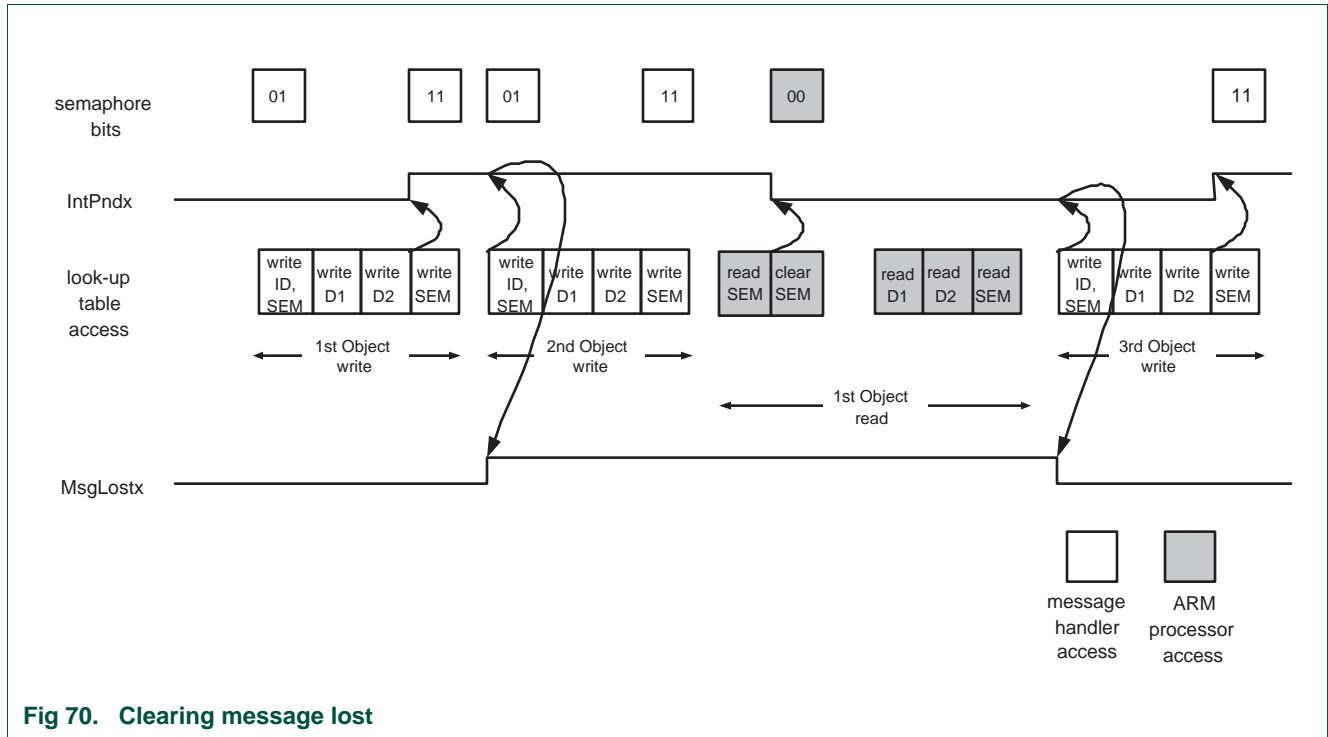 semaphore
bits
01
11
01
11
00
11
IntPndx
look-up
table
access
write
ID,
SEM
write
D1
write
D2
write
SEM
write
ID,
SEM
write
D1
write
D2
write
SEM
read
SEM
clear
SEM
read
D1
read
D2
read
SEM
write
ID,
SEM
write
D1
write
D2
write
SEM
1st Object
write
2nd Object
write
3rd Object
write
1st Object
read
MsgLostx
message
handler
access
ARM
processor
access
Fig 70. Clearing message lost